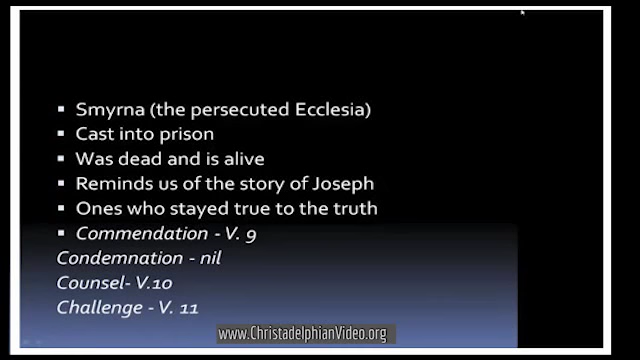 ▪ Smyrna (the persecuted Ecclesia)
▪ Cast into prison
▪ Was dead and is alive
▪ Reminds us of the story of Joseph
▪ Ones who stayed true to the truth
▪ Commendation - V. 9
Condemnation - nil
Counsel- V.10
Challenge - V. 11
www.ChristadelphianVideo.org